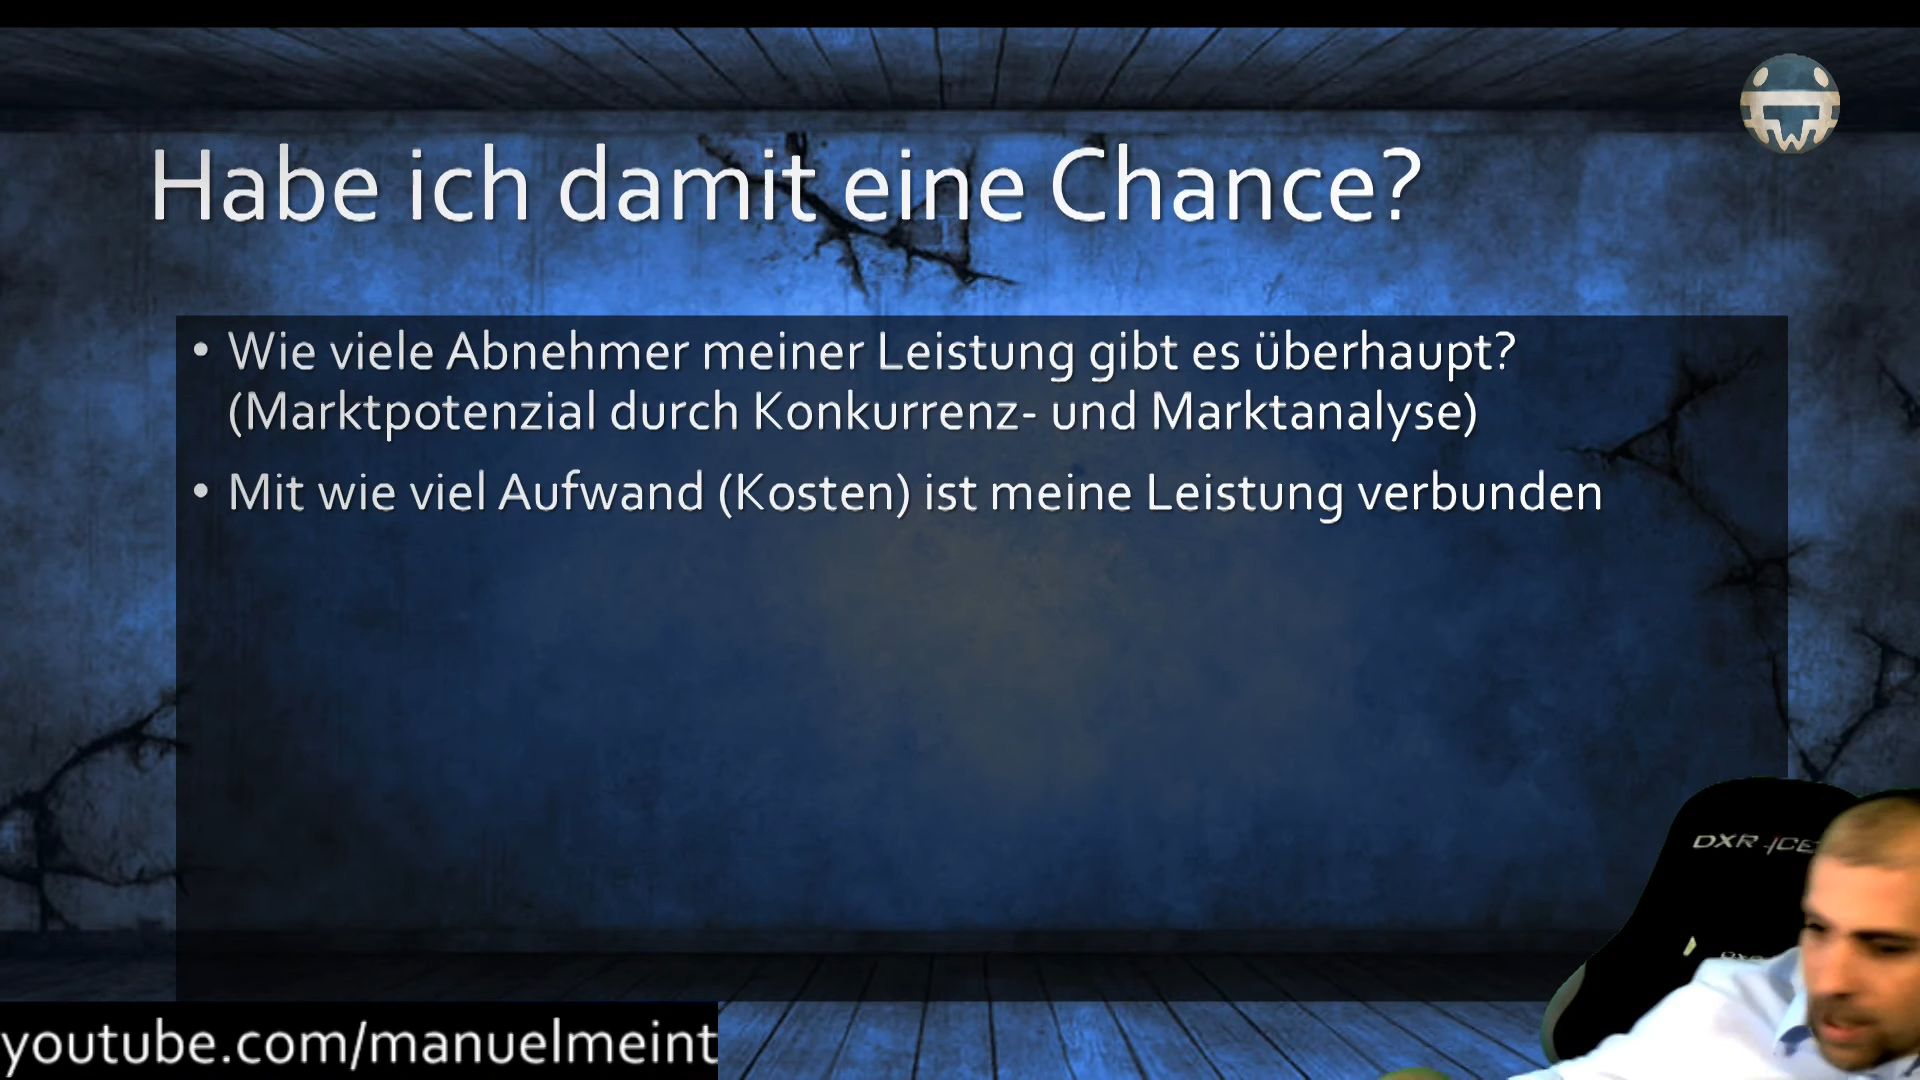 Habe ich damit eine Chance?
• Wie viele Abnehmer meiner Leistung gibt es überhaupt?
(Marktpotenzial durch Konkurrenz- und Marktanalyse)
• Mit wie viel Aufwand (Kosten) ist meine Leistung verbunden
DXR
youtube.com/manuelmeint